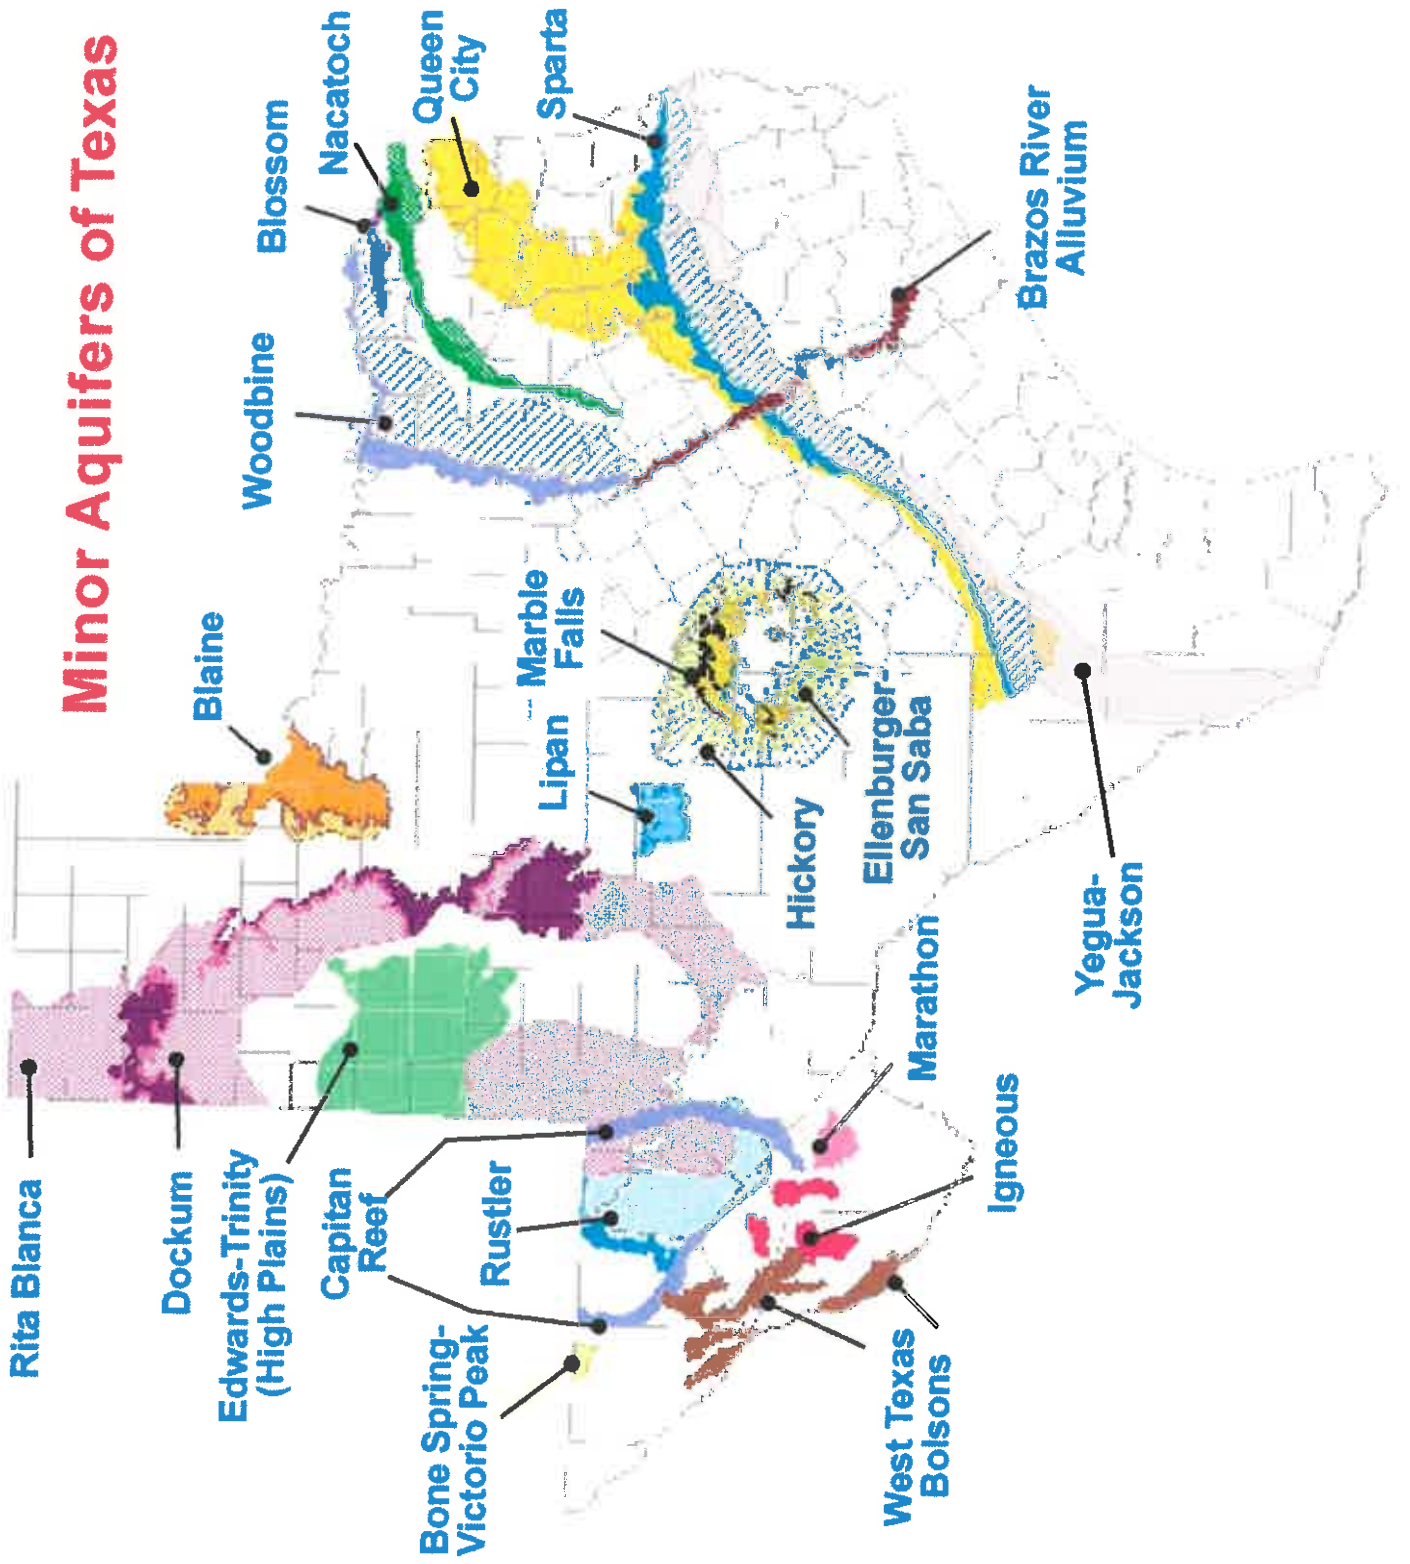 Minor Aquifers of Texas
Rita Blanca
Dockum
Edwards-Trinity
(High Plains)
Capitan
Reef
Rustler
Bone Spring-
Victorio Peak
West Texas
Bolsons
Igneous
Marathon
Blaine
Lipan
Hickory
Marble
Falls
Ellenburger-
San Saba
Yegua-
Jackson
Woodbine
Blossom
Nacatoch
Queen
City
Sparta
Brazos River
Alluvium